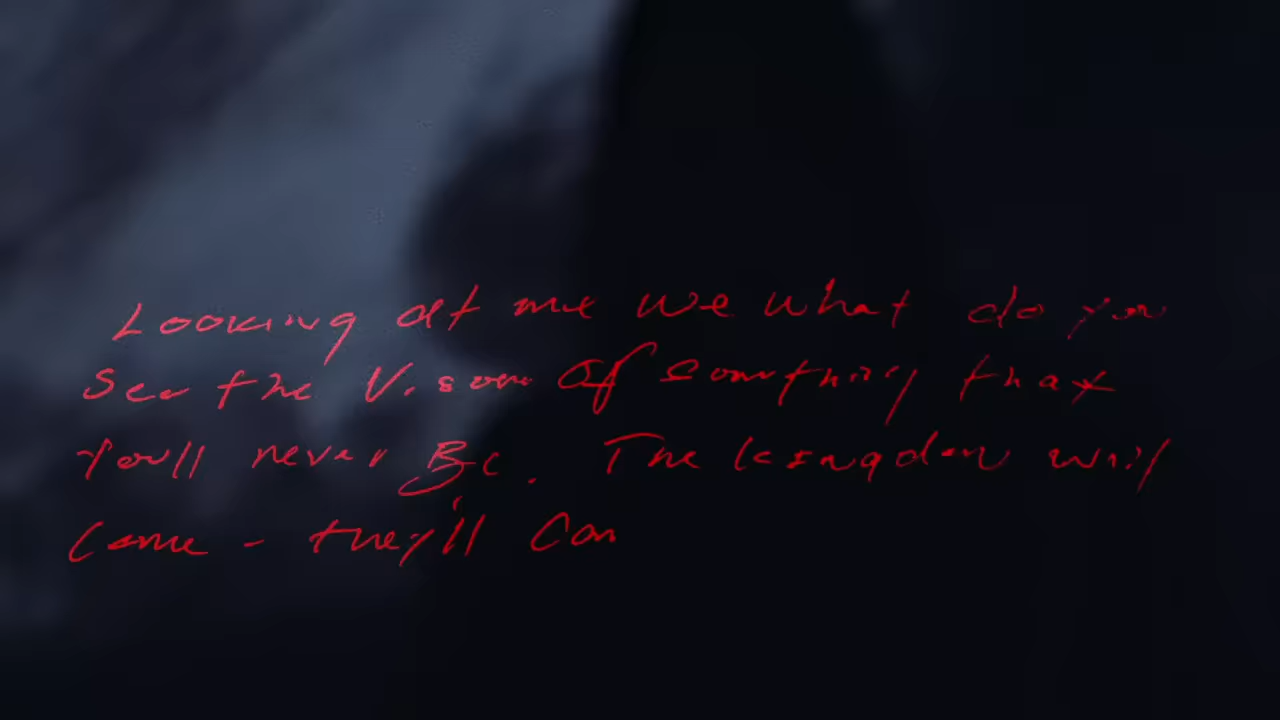 Looking at me we what do you
See the Vision Of Something that
You'll never Be. The kingdom will
Come - they'll Com